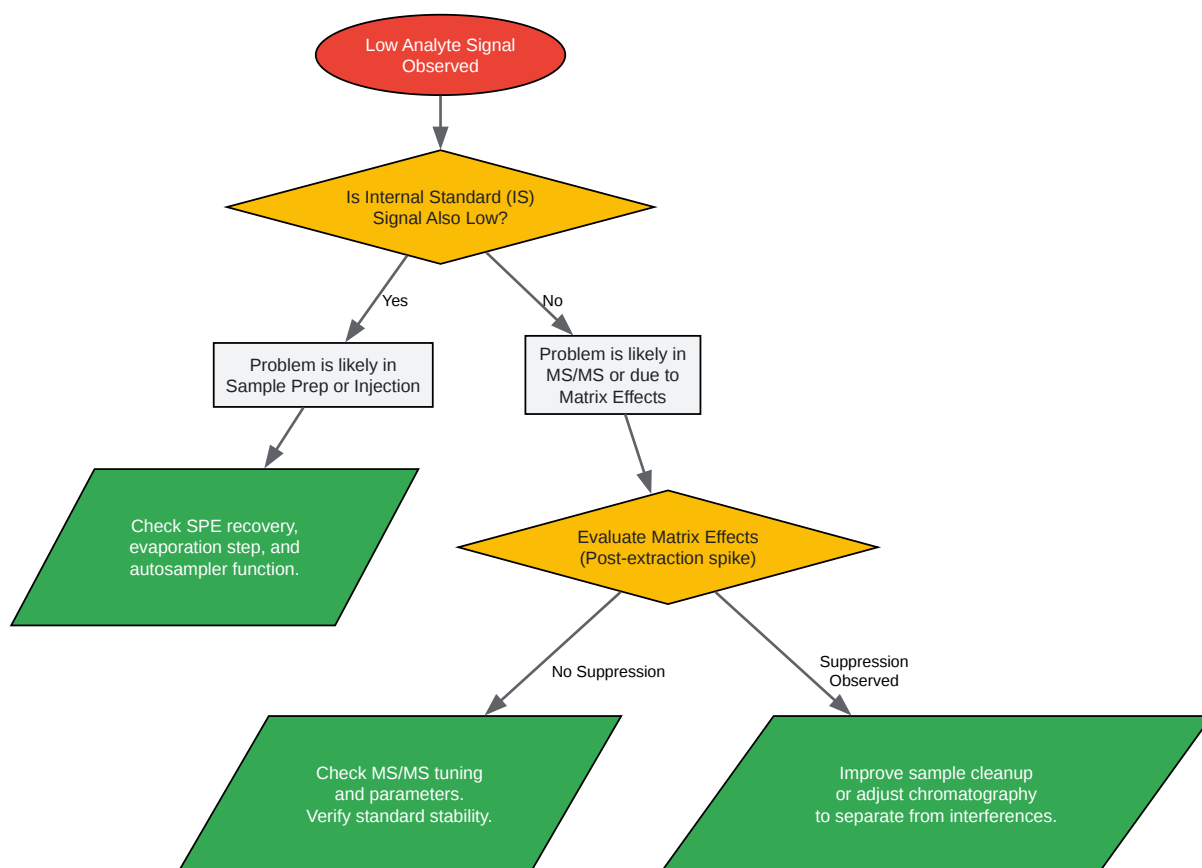 Low Analyte Signal
Observed
Is Internal Standard (IS)
Signal Also Low?
Yes
No
Problem is likely in
Sample Prep or Injection
Problem is likely in
MS/MS or due to
Matrix Effects
Check SPE recovery,
evaporation step, and
autosampler function.
Evaluate Matrix Effects
(Post-extraction spike)
No Suppression
Suppression
Observed
Check MS/MS tuning
and parameters.
Verify standard stability.
Improve sample cleanup
or adjust chromatography
to separate from interferences.